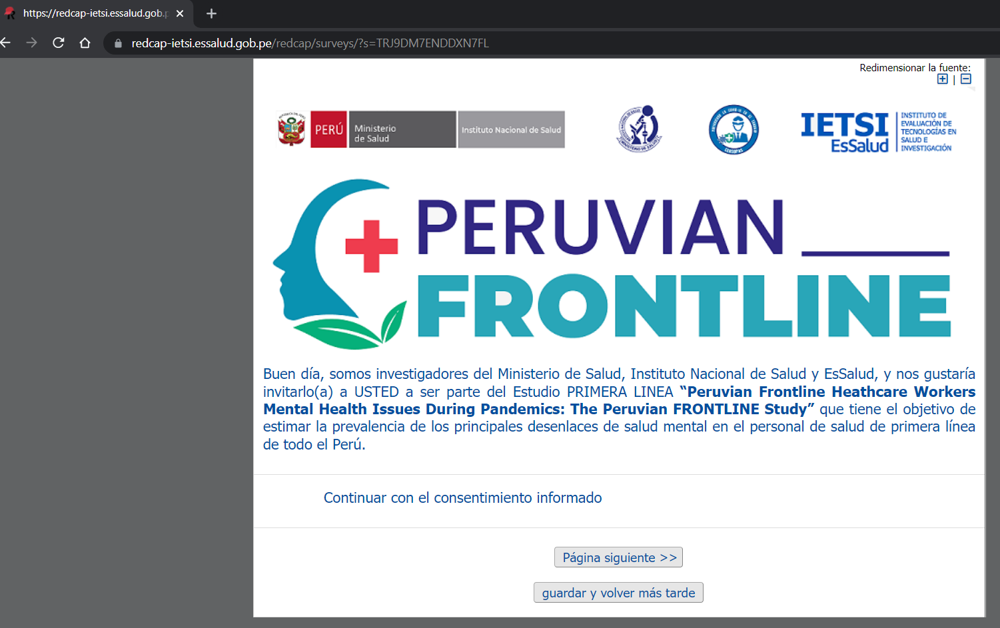 https://redcap-ietsi.essalud.gob.p
redcap-ietsi.essalud.gob.pe/redcap/surveys/?s=TRJ9DM7ENDDXN7FL
Redimensionar la fuente:
|
PERÚ
Ministerio
de Salud
Instituto Nacional de Salud
CENSOPAS
IETSI
EsSalud
INSTITUTO DE
EVALUACIÓN DE
TECNOLOGÍAS EN
SALUD E
INVESTIGACIÓN
PERUVIAN
FRONTLINE
Buen día, somos investigadores del Ministerio de Salud, Instituto Nacional de Salud y EsSalud, y nos gustaría
invitarlo(a) a USTED a ser parte del Estudio PRIMERA LINEA “Peruvian Frontline Heathcare Workers
Mental Health Issues During Pandemics: The Peruvian FRONTLINE Study” que tiene el objetivo de
estimar la prevalencia de los principales desenlaces de salud mental en el personal de salud de primera línea
de todo el Perú.
Continuar con el consentimiento informado
Página siguiente >>
guardar y volver más tarde